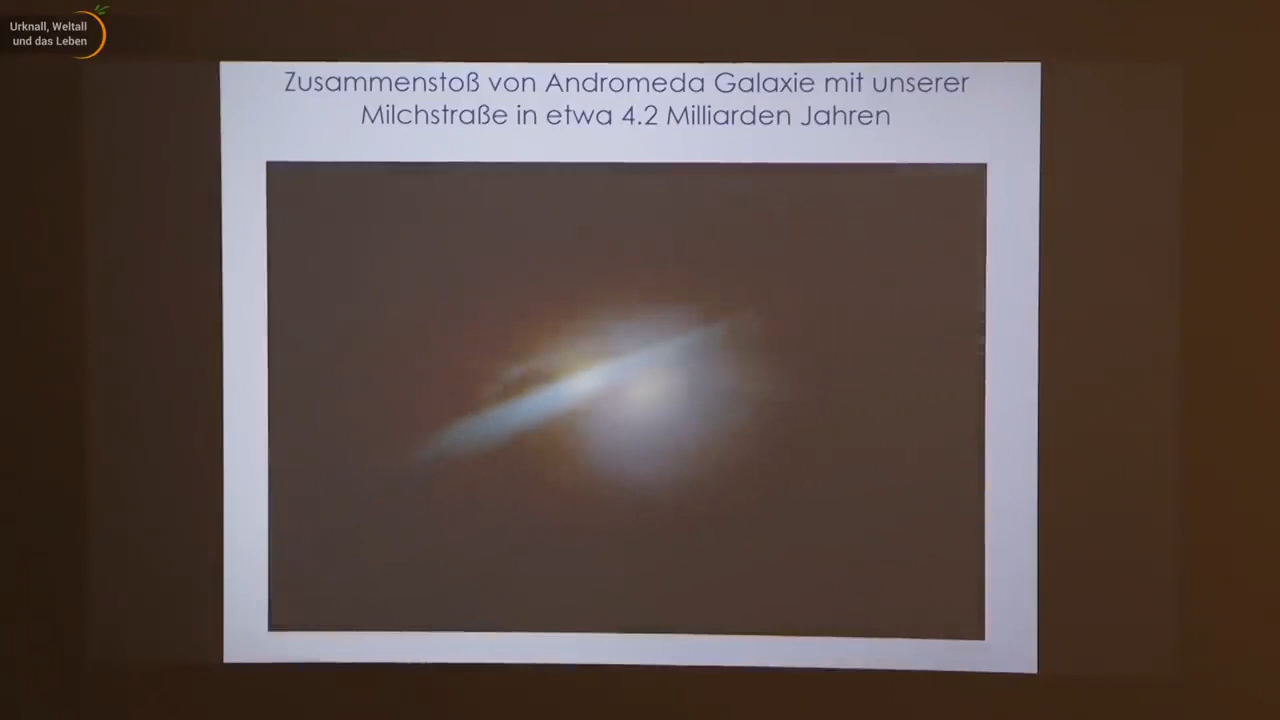 Urknall, Weltall
und das Leben
Zusammenstoß von Andromeda Galaxie mit unserer
Milchstraße in etwa 4.2 Milliarden Jahren